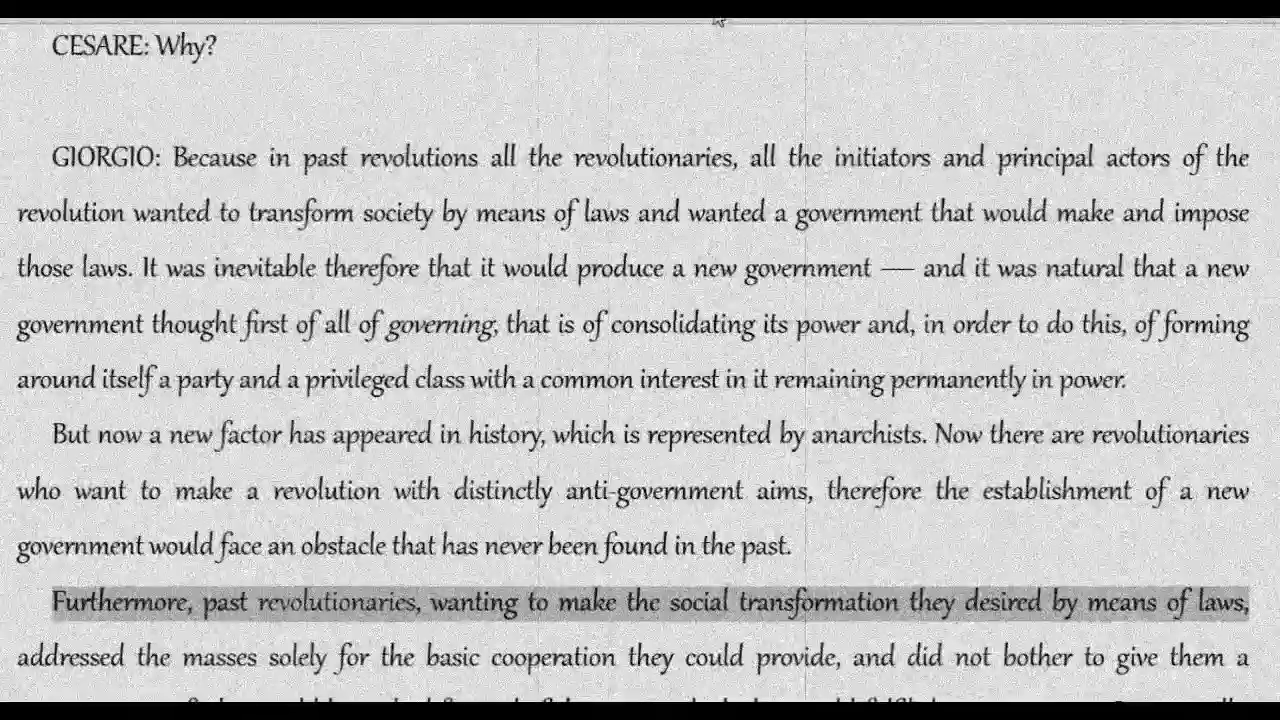 CESARE: Why?
GIORGIO: Because in past revolutions all the revolutionaries, all the initiators and principal actors of the
revolution wanted to transform society by means of laws and wanted a government that would make and impose
those laws. It was inevitable therefore that it would produce a new government — and it was natural that a new
government thought first of all of governing, that is of consolidating its power and, in order to do this, of forming
around itself a party and a privileged class with a common interest in it remaining permanently in power.
But now a new factor has appeared in history, which is represented by anarchists. Now there are revolutionaries
who want to make a revolution with distinctly anti-government aims, therefore the establishment of a new
government would face an obstacle that has never been found in the past.
Furthermore, past revolutionaries, wanting to make the social transformation they desired by means of laws,
addressed the masses solely for the basic cooperation they could provide, and did not bother to give them a